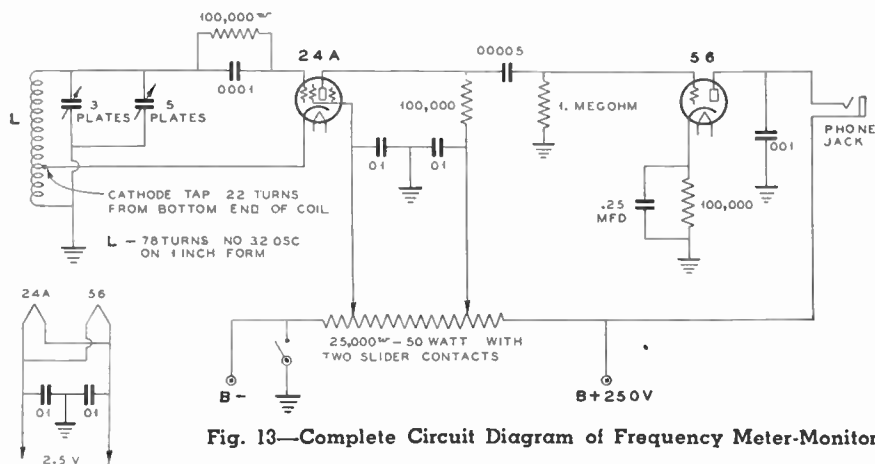 100,000 ω
24A
56
.00005
.0001
L
3
PLATES
5
PLATES
100,000
1. MEGOHM
.001
PHONE
JACK
.01
.01
CATHODE TAP 22 TURNS
FROM BOTTOM END OF COIL
.25
MFD
100,000
L – 78 TURNS NO 32 DSC
ON 1 INCH FORM
24A
56
25,000 ω – 50 WATT WITH
TWO SLIDER CONTACTS
B–
B+250V
.01
.01
2.5 V
Fig. 13—Complete Circuit Diagram of Frequency Meter-Monitor